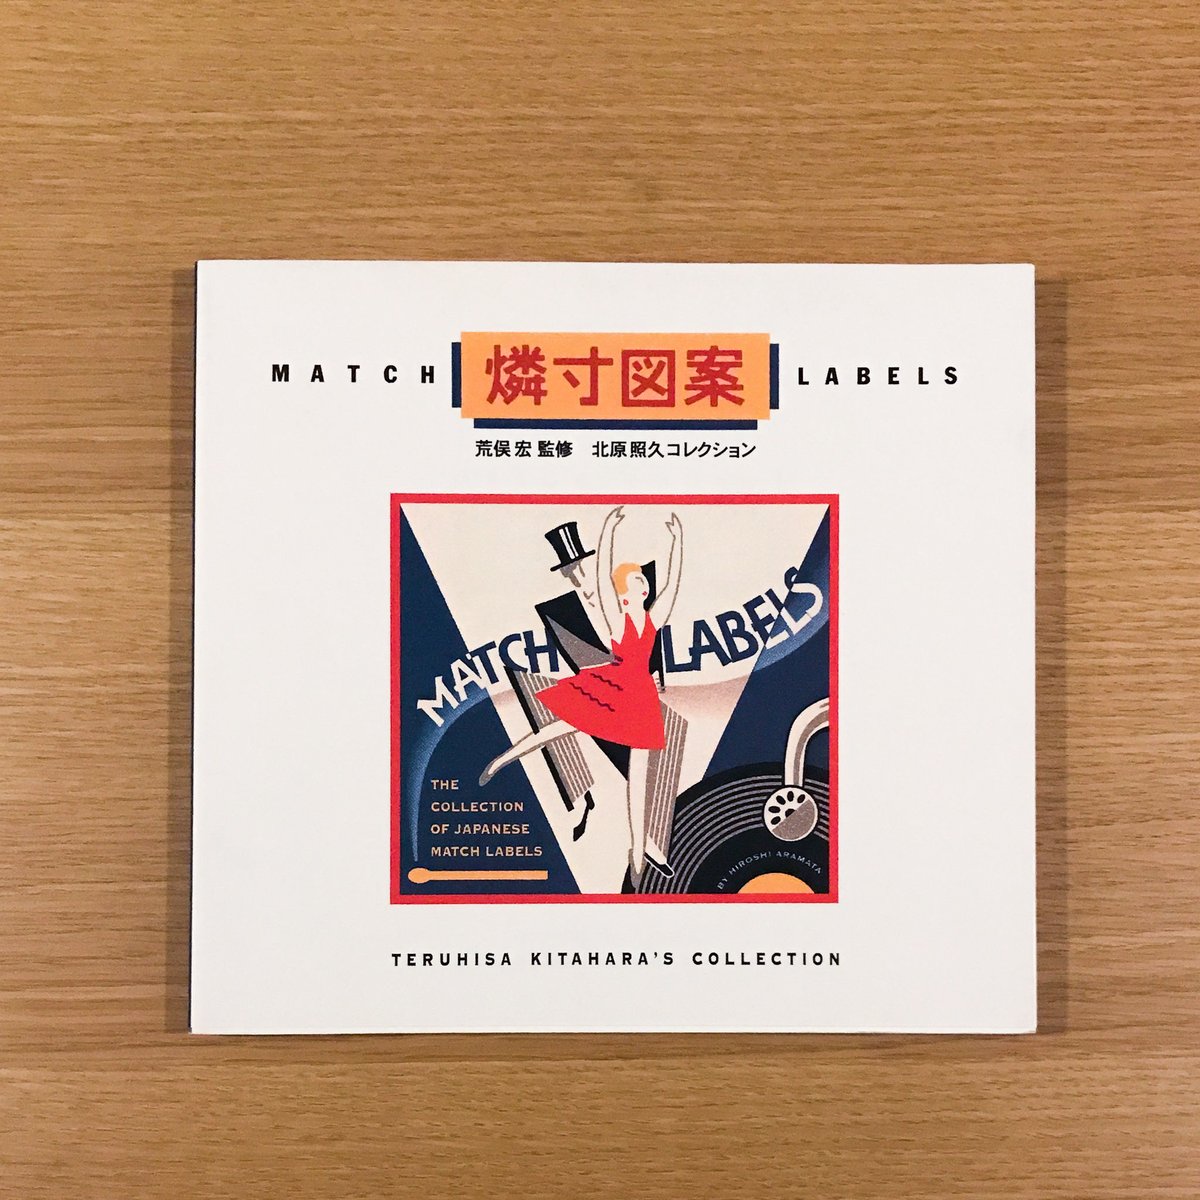 MATCH 燐寸図案 LABELS
荒俣宏監修 北原照久コレクション
MATCH LABELS
THE
COLLECTION
OF JAPANESE
MATCH LABELS
BY HIROSHI ARAMATA
TERUHISA KITAHARA'S COLLECTION